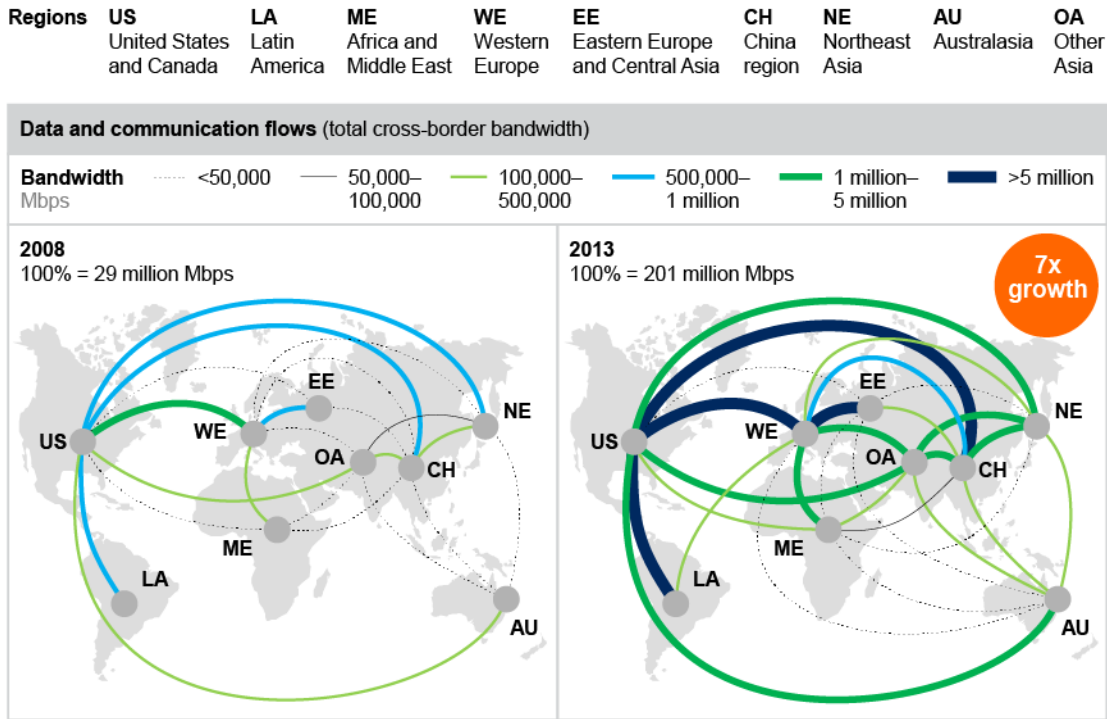 Regions
US
United States
and Canada
LA
Latin
America
ME
Africa and
Middle East
WE
Western
Europe
EE
Eastern Europe
and Central Asia
CH
China
region
NE
Northeast
Asia
AU
Australasia
OA
Other
Asia
Data and communication flows (total cross-border bandwidth)
Bandwidth
Mbps
<50,000
50,000–
100,000
100,000–
500,000
500,000–
1 million
1 million–
5 million
>5 million
2008
100% = 29 million Mbps
EE
NE
US
WE
OA
CH
ME
LA
AU
2013
100% = 201 million Mbps
7x
growth
EE
NE
US
WE
OA
CH
ME
LA
AU